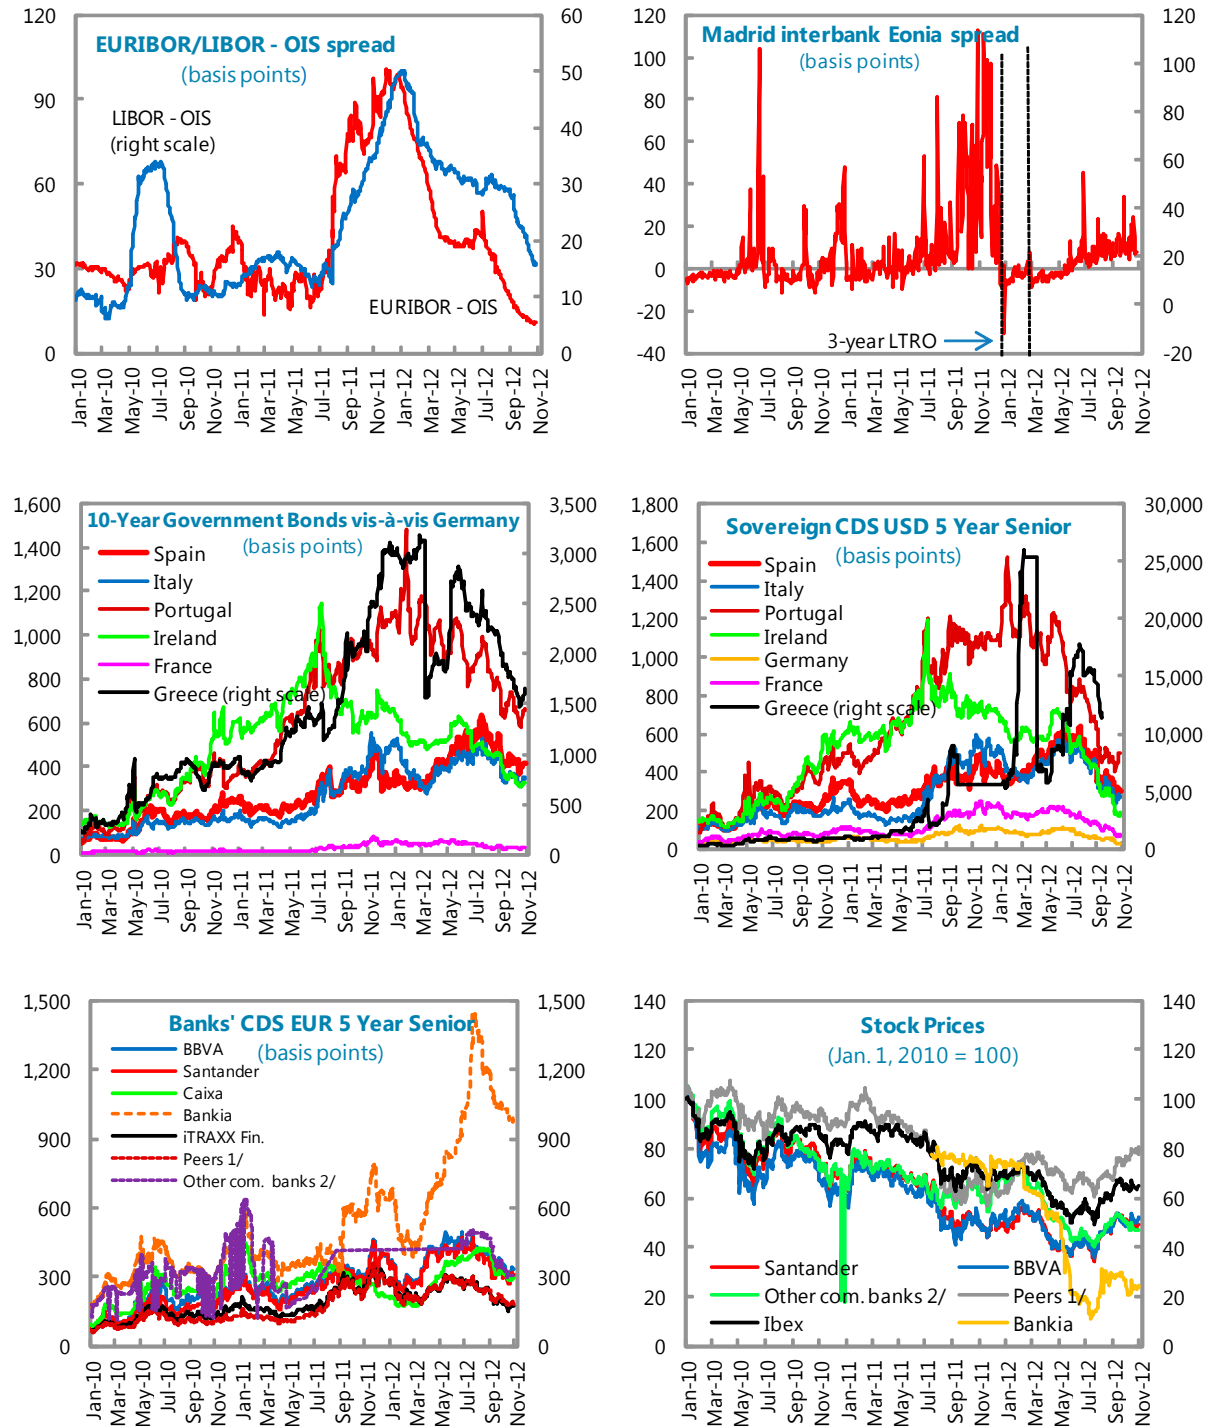 EURIBOR/LIBOR - OIS spread
(basis points)
LIBOR - OIS
(right scale)
EURIBOR - OIS
120
90
60
30
0
60
50
40
30
20
10
0
Jan-10 Mar-10 May-10 Jul-10 Sep-10 Nov-10 Jan-11 Mar-11 May-11 Jul-11 Sep-11 Nov-11 Jan-12 Mar-12 May-12 Jul-12 Sep-12 Nov-12
Madrid interbank Eonia spread
(basis points)
3-year LTRO
120
100
80
60
40
20
0
-20
-40
120
100
80
60
40
20
0
-20
Jan-10 Mar-10 May-10 Jul-10 Sep-10 Nov-10 Jan-11 Mar-11 May-11 Jul-11 Sep-11 Nov-11 Jan-12 Mar-12 May-12 Jul-12 Sep-12 Nov-12
10-Year Government Bonds vis-à-vis Germany
(basis points)
Spain
Italy
Portugal
Ireland
France
Greece (right scale)
1,600
1,400
1,200
1,000
800
600
400
200
0
3,500
3,000
2,500
2,000
1,500
1,000
500
0
Jan-10 Mar-10 May-10 Jul-10 Sep-10 Nov-10 Jan-11 Mar-11 May-11 Jul-11 Sep-11 Nov-11 Jan-12 Mar-12 May-12 Jul-12 Sep-12 Nov-12
Sovereign CDS USD 5 Year Senior
(basis points)
Spain
Italy
Portugal
Ireland
Germany
France
Greece (right scale)
1,800
1,600
1,400
1,200
1,000
800
600
400
200
0
30,000
25,000
20,000
15,000
10,000
5,000
0
Jan-10 Mar-10 May-10 Jul-10 Sep-10 Nov-10 Jan-11 Mar-11 May-11 Jul-11 Sep-11 Nov-11 Jan-12 Mar-12 May-12 Jul-12 Sep-12 Nov-12
Banks' CDS EUR 5 Year Senior
(basis points)
BBVA
Santander
Caixa
Bankia
iTRAXX Fin.
Peers 1/
Other com. banks 2/
1,500
1,200
900
600
300
0
1,500
1,200
900
600
300
0
Jan-10 Mar-10 May-10 Jul-10 Sep-10 Nov-10 Jan-11 Mar-11 May-11 Jul-11 Sep-11 Nov-11 Jan-12 Mar-12 May-12 Jul-12 Sep-12 Nov-12
Stock Prices
(Jan. 1, 2010 = 100)
Santander
BBVA
Other com. banks 2/
Peers 1/
Ibex
Bankia
140
120
100
80
60
40
20
0
140
120
100
80
60
40
20
0
Jan-10 Mar-10 May-10 Jul-10 Sep-10 Nov-10 Jan-11 Mar-11 May-11 Jul-11 Sep-11 Nov-11 Jan-12 Mar-12 May-12 Jul-12 Sep-12 Nov-12